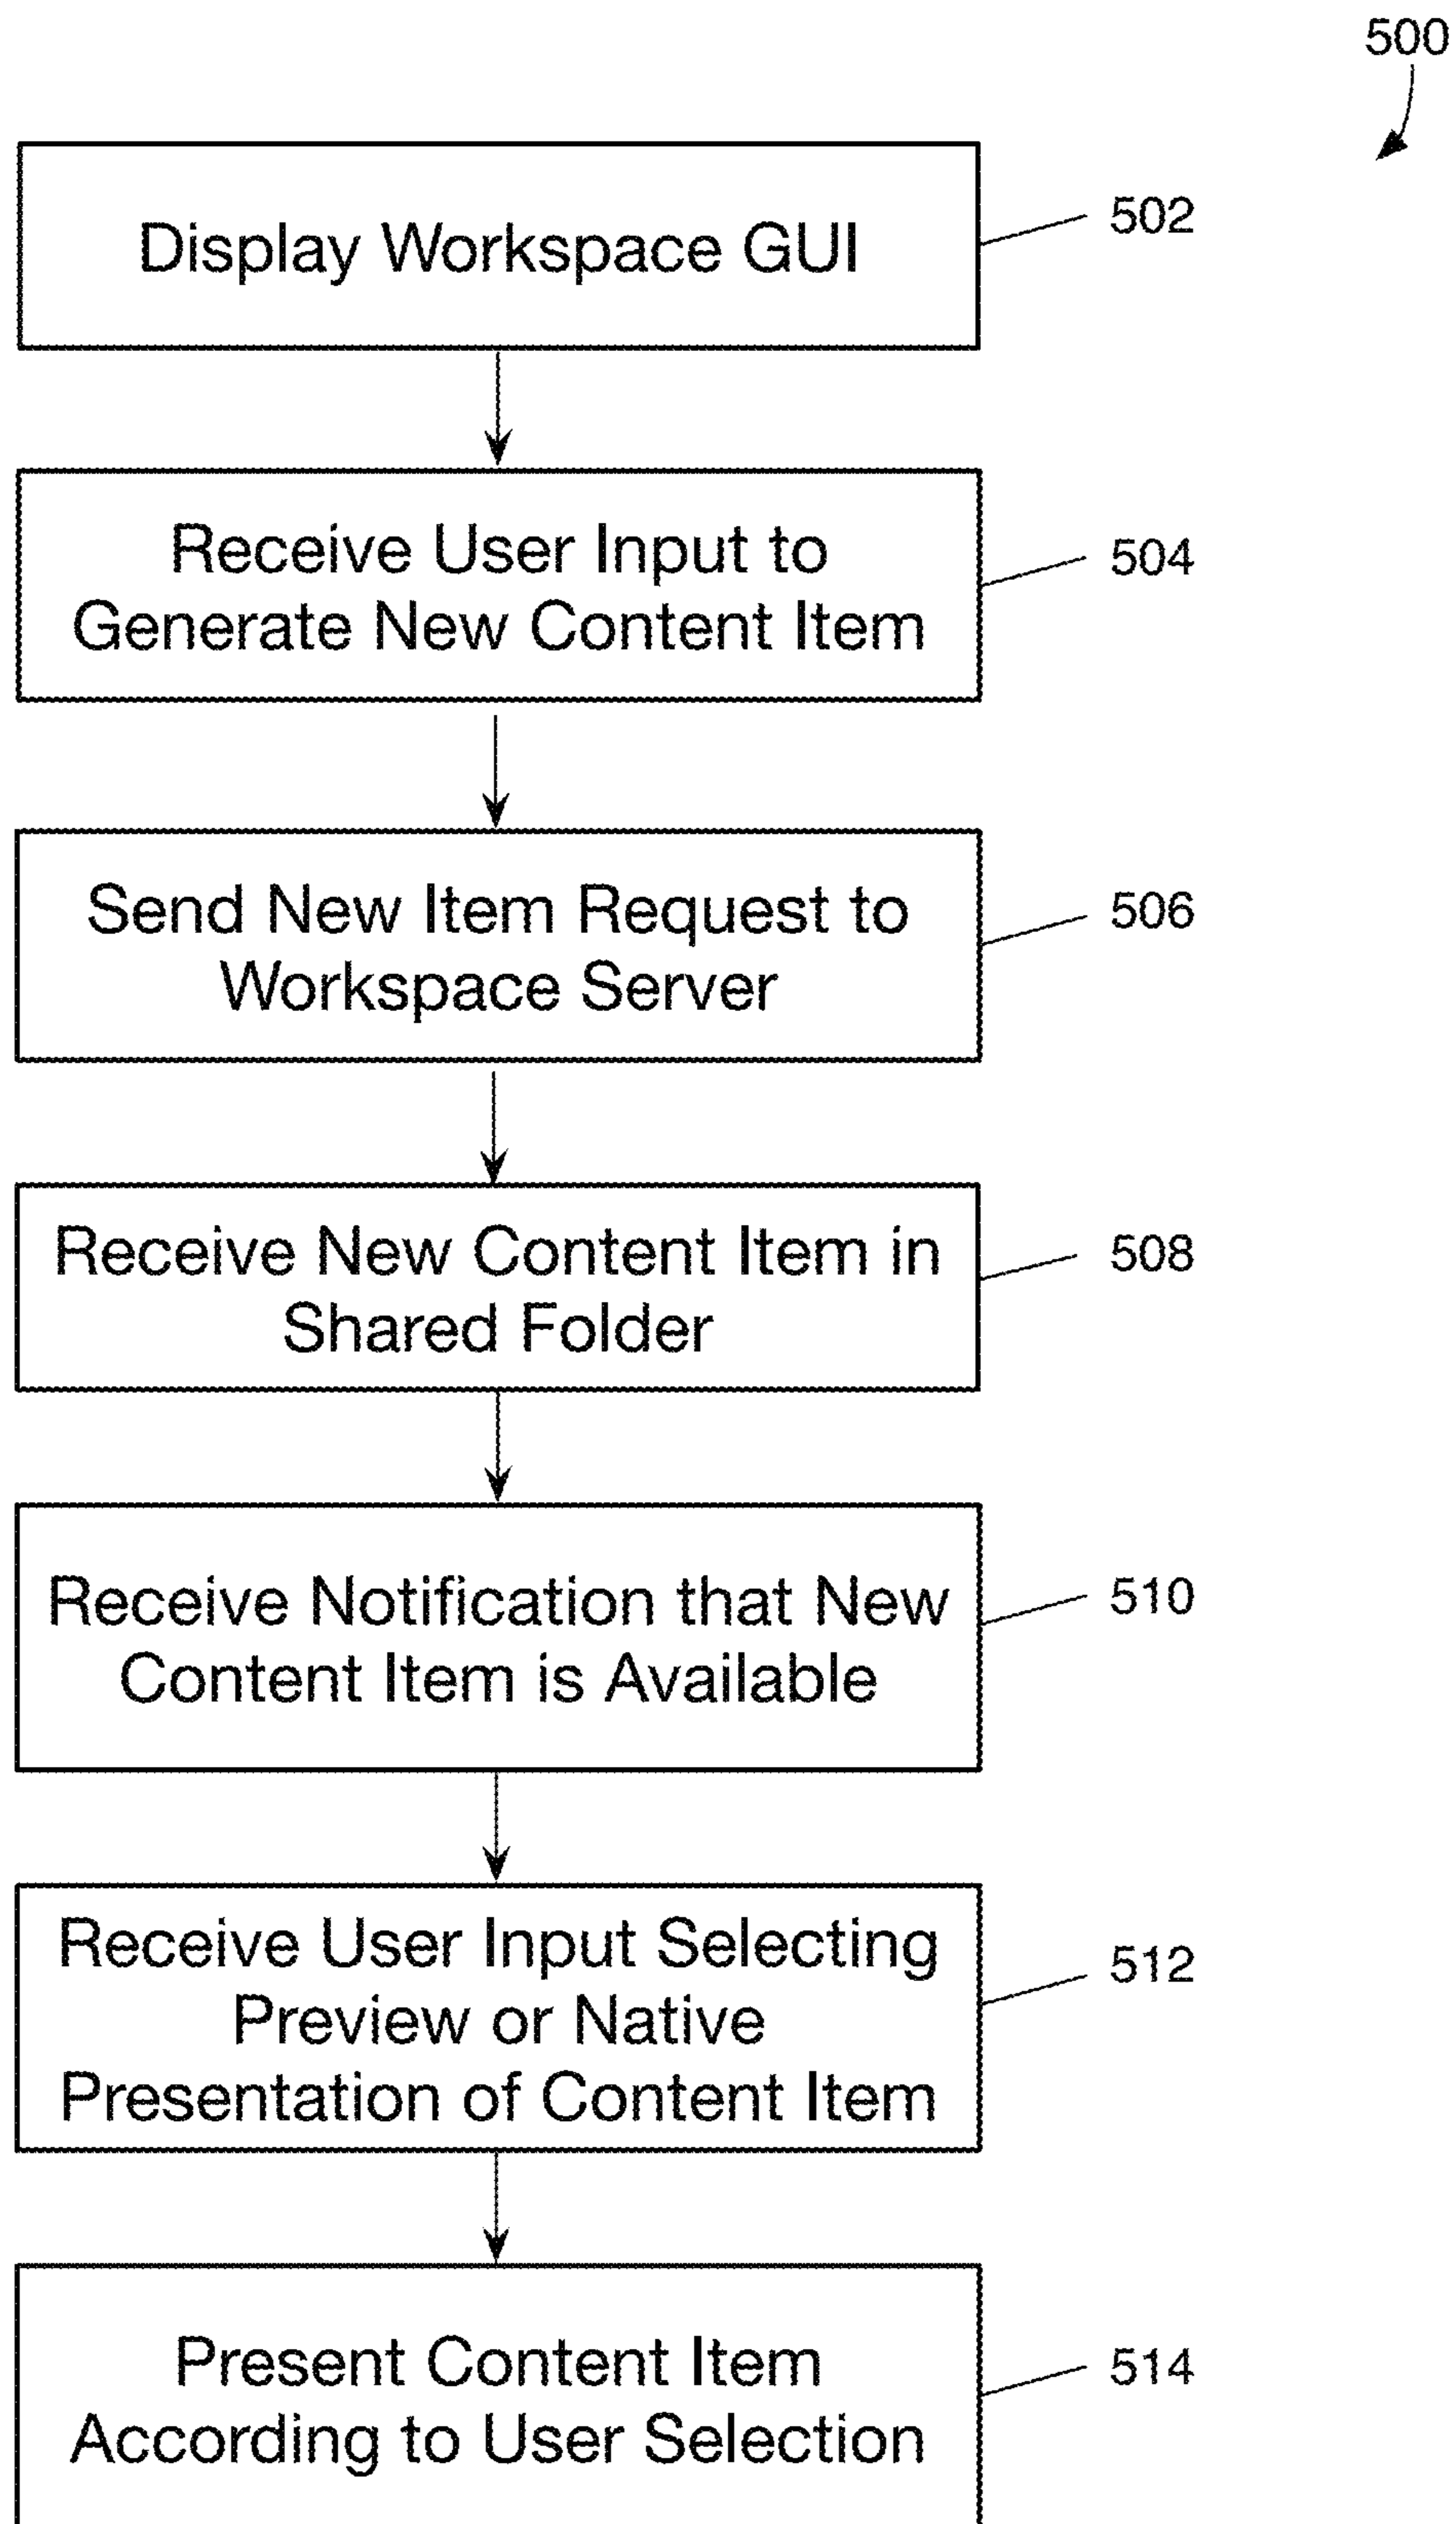 500
Display Workspace GUI
502
Receive User Input to
Generate New Content Item
504
Send New Item Request to
Workspace Server
506
Receive New Content Item in
Shared Folder
508
Receive Notification that New
Content Item is Available
510
Receive User Input Selecting
Preview or Native
Presentation of Content Item
512
Present Content Item
According to User Selection
514